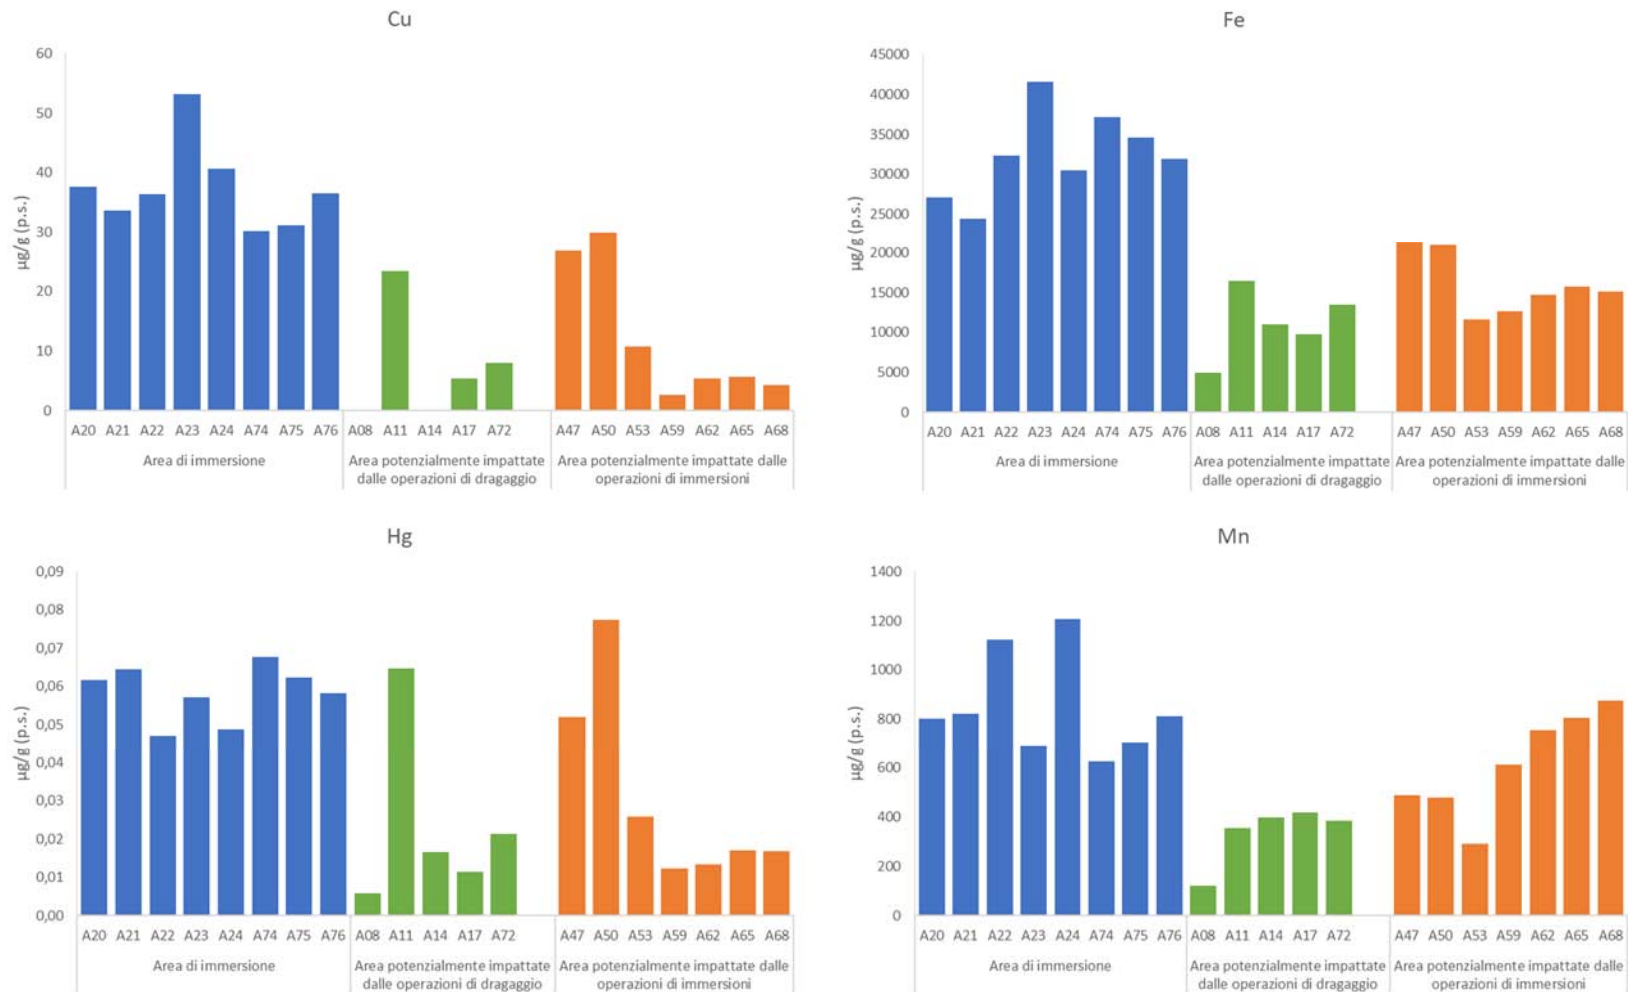 Cu
60
50
40
30
20
10
0
µg/g (p.s.)
A20 A21 A22 A23 A24 A74 A75 A76 A08 A11 A14 A17 A72 A47 A50 A53 A59 A62 A65 A68
Area di immersione
Area potenzialmente impattate
dalle operazioni di dragaggio
Area potenzialmente impattate dalle
operazioni di immersioni
Fe
45000
40000
35000
30000
25000
20000
15000
10000
5000
0
µg/g (p.s.)
A20 A21 A22 A23 A24 A74 A75 A76 A08 A11 A14 A17 A72 A47 A50 A53 A59 A62 A65 A68
Area di immersione
Area potenzialmente impattate
dalle operazioni di dragaggio
Area potenzialmente impattate dalle
operazioni di immersioni
Hg
0,09
0,08
0,07
0,06
0,05
0,04
0,03
0,02
0,01
0,00
µg/g (p.s.)
A20 A21 A22 A23 A24 A74 A75 A76 A08 A11 A14 A17 A72 A47 A50 A53 A59 A62 A65 A68
Area di immersione
Area potenzialmente impattate
dalle operazioni di dragaggio
Area potenzialmente impattate dalle
operazioni di immersioni
Mn
1400
1200
1000
800
600
400
200
0
µg/g (p.s.)
A20 A21 A22 A23 A24 A74 A75 A76 A08 A11 A14 A17 A72 A47 A50 A53 A59 A62 A65 A68
Area di immersione
Area potenzialmente impattate
dalle operazioni di dragaggio
Area potenzialmente impattate dalle
operazioni di immersioni